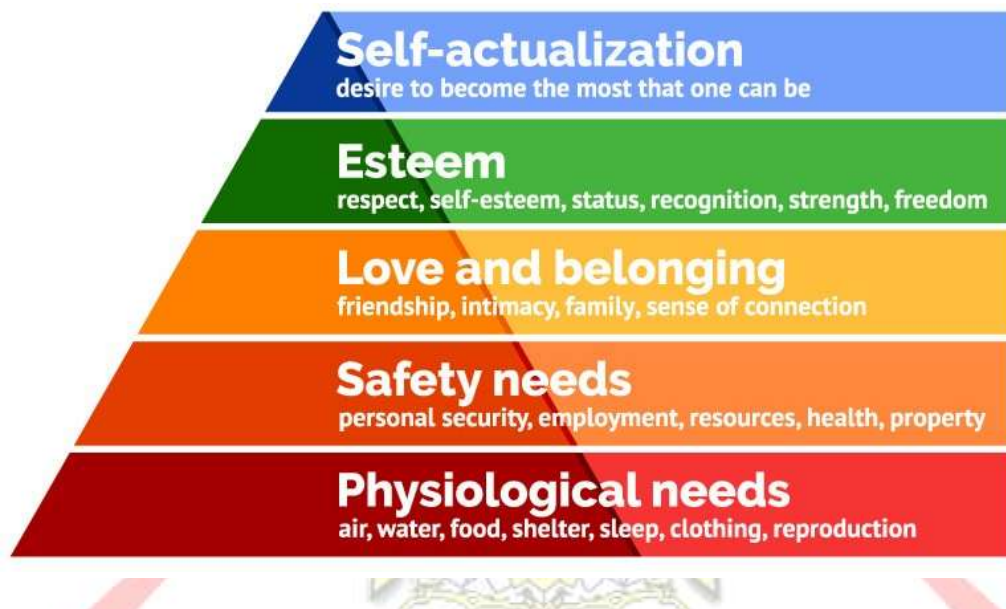 Self-actualization
desire to become the most that one can be
Esteem
respect, self-esteem, status, recognition, strength, freedom
Love and belonging
friendship, intimacy, family, sense of connection
Safety needs
personal security, employment, resources, health, property
Physiological needs
air, water, food, shelter, sleep, clothing, reproduction